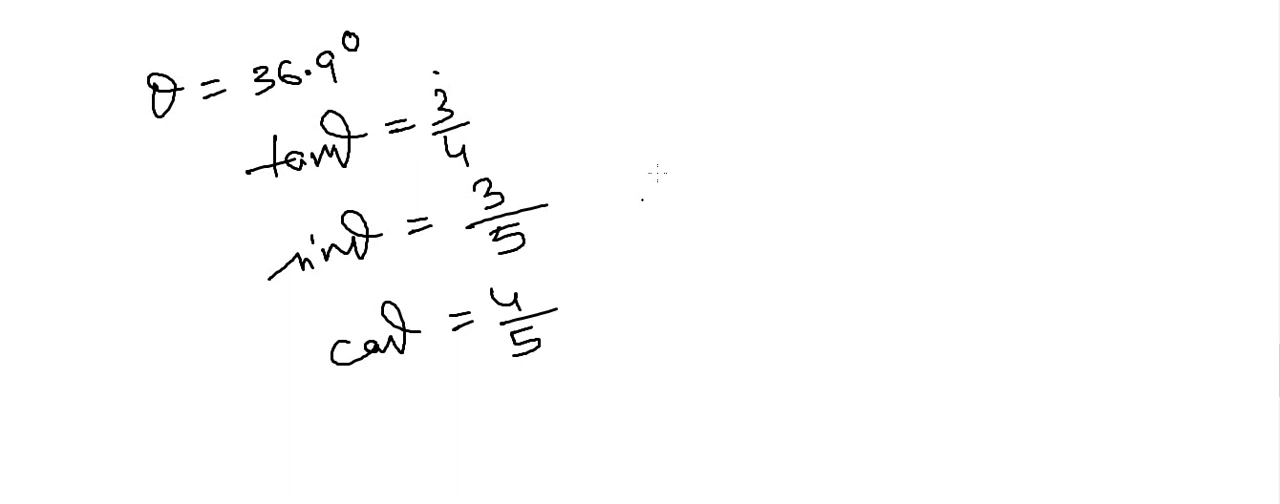 θ = 36.9°
tanθ = 3/4
sinθ = 3/5
cosθ = 4/5